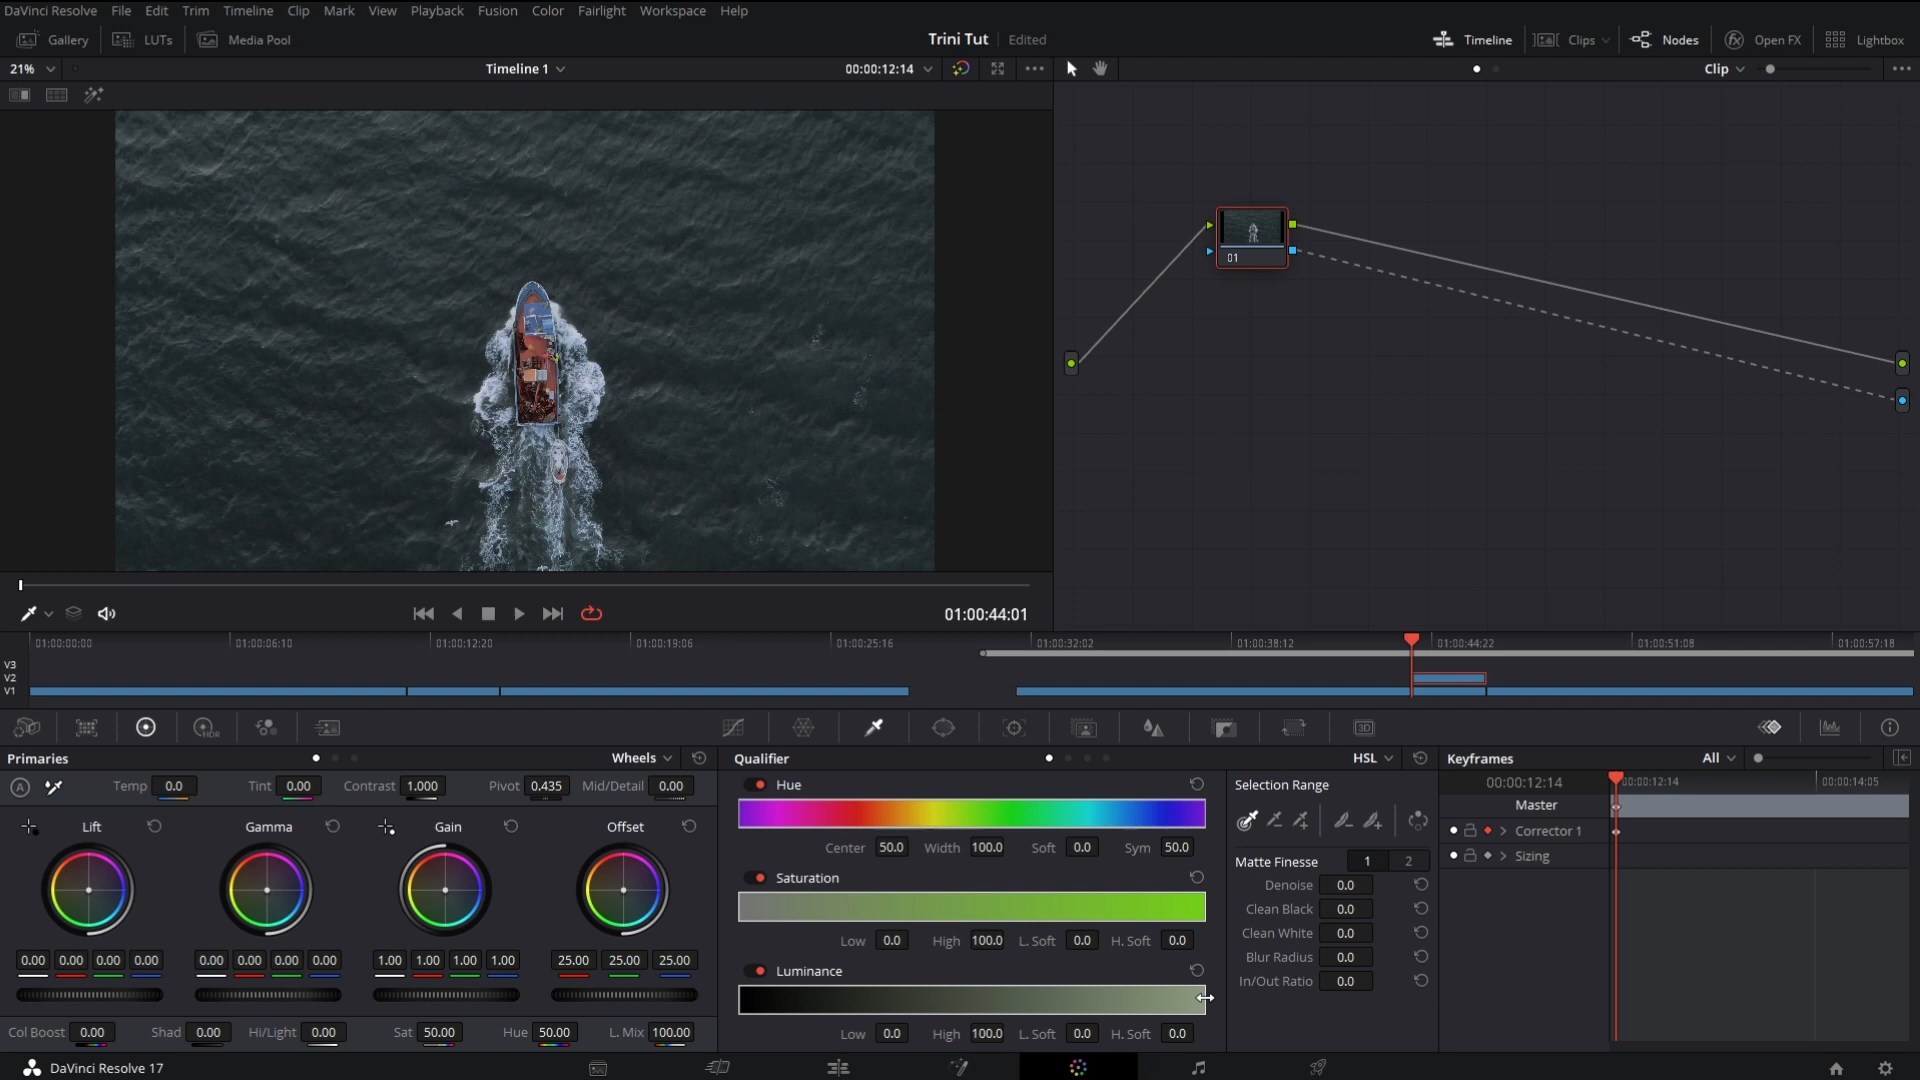 DaVinci Resolve File Edit Trim Timeline Clip Mark View Playback Fusion Color Fairlight Workspace Help
Gallery LUTs Media Pool Trini Tut Edited Timeline Clips Nodes Open FX Lightbox
21% Timeline 1 00:00:12:14 Clip
01
01:00:44:01
01:00:00:00 01:00:06:10 01:00:12:20 01:00:19:06 01:00:25:16 01:00:32:02 01:00:38:12 01:00:44:22 01:00:51:08 01:00:57:18
V3
V2
V1
HDR 3D
Primaries Wheels Qualifier HSL Keyframes All
A Temp 0.0 Tint 0.00 Contrast 1.000 Pivot 0.435 Mid/Detail 0.00 Hue Selection Range 00:00:12:14 00:00:12:14 00:00:14:05
Master
Lift Gamma Gain Offset Corrector 1
Center 50.0 Width 100.0 Soft 0.0 Sym 50.0 Matte Finesse 1 2 Sizing
Saturation Denoise 0.0
Clean Black 0.0
Low 0.0 High 100.0 L. Soft 0.0 H. Soft 0.0 Clean White 0.0
0.00 0.00 0.00 0.00 0.00 0.00 0.00 0.00 1.00 1.00 1.00 1.00 25.00 25.00 25.00 Blur Radius 0.0
Luminance In/Out Ratio 0.0
Col Boost 0.00 Shad 0.00 Hi/Light 0.00 Sat 50.00 Hue 50.00 L. Mix 100.00 Low 0.0 High 100.0 L. Soft 0.0 H. Soft 0.0
DaVinci Resolve 17